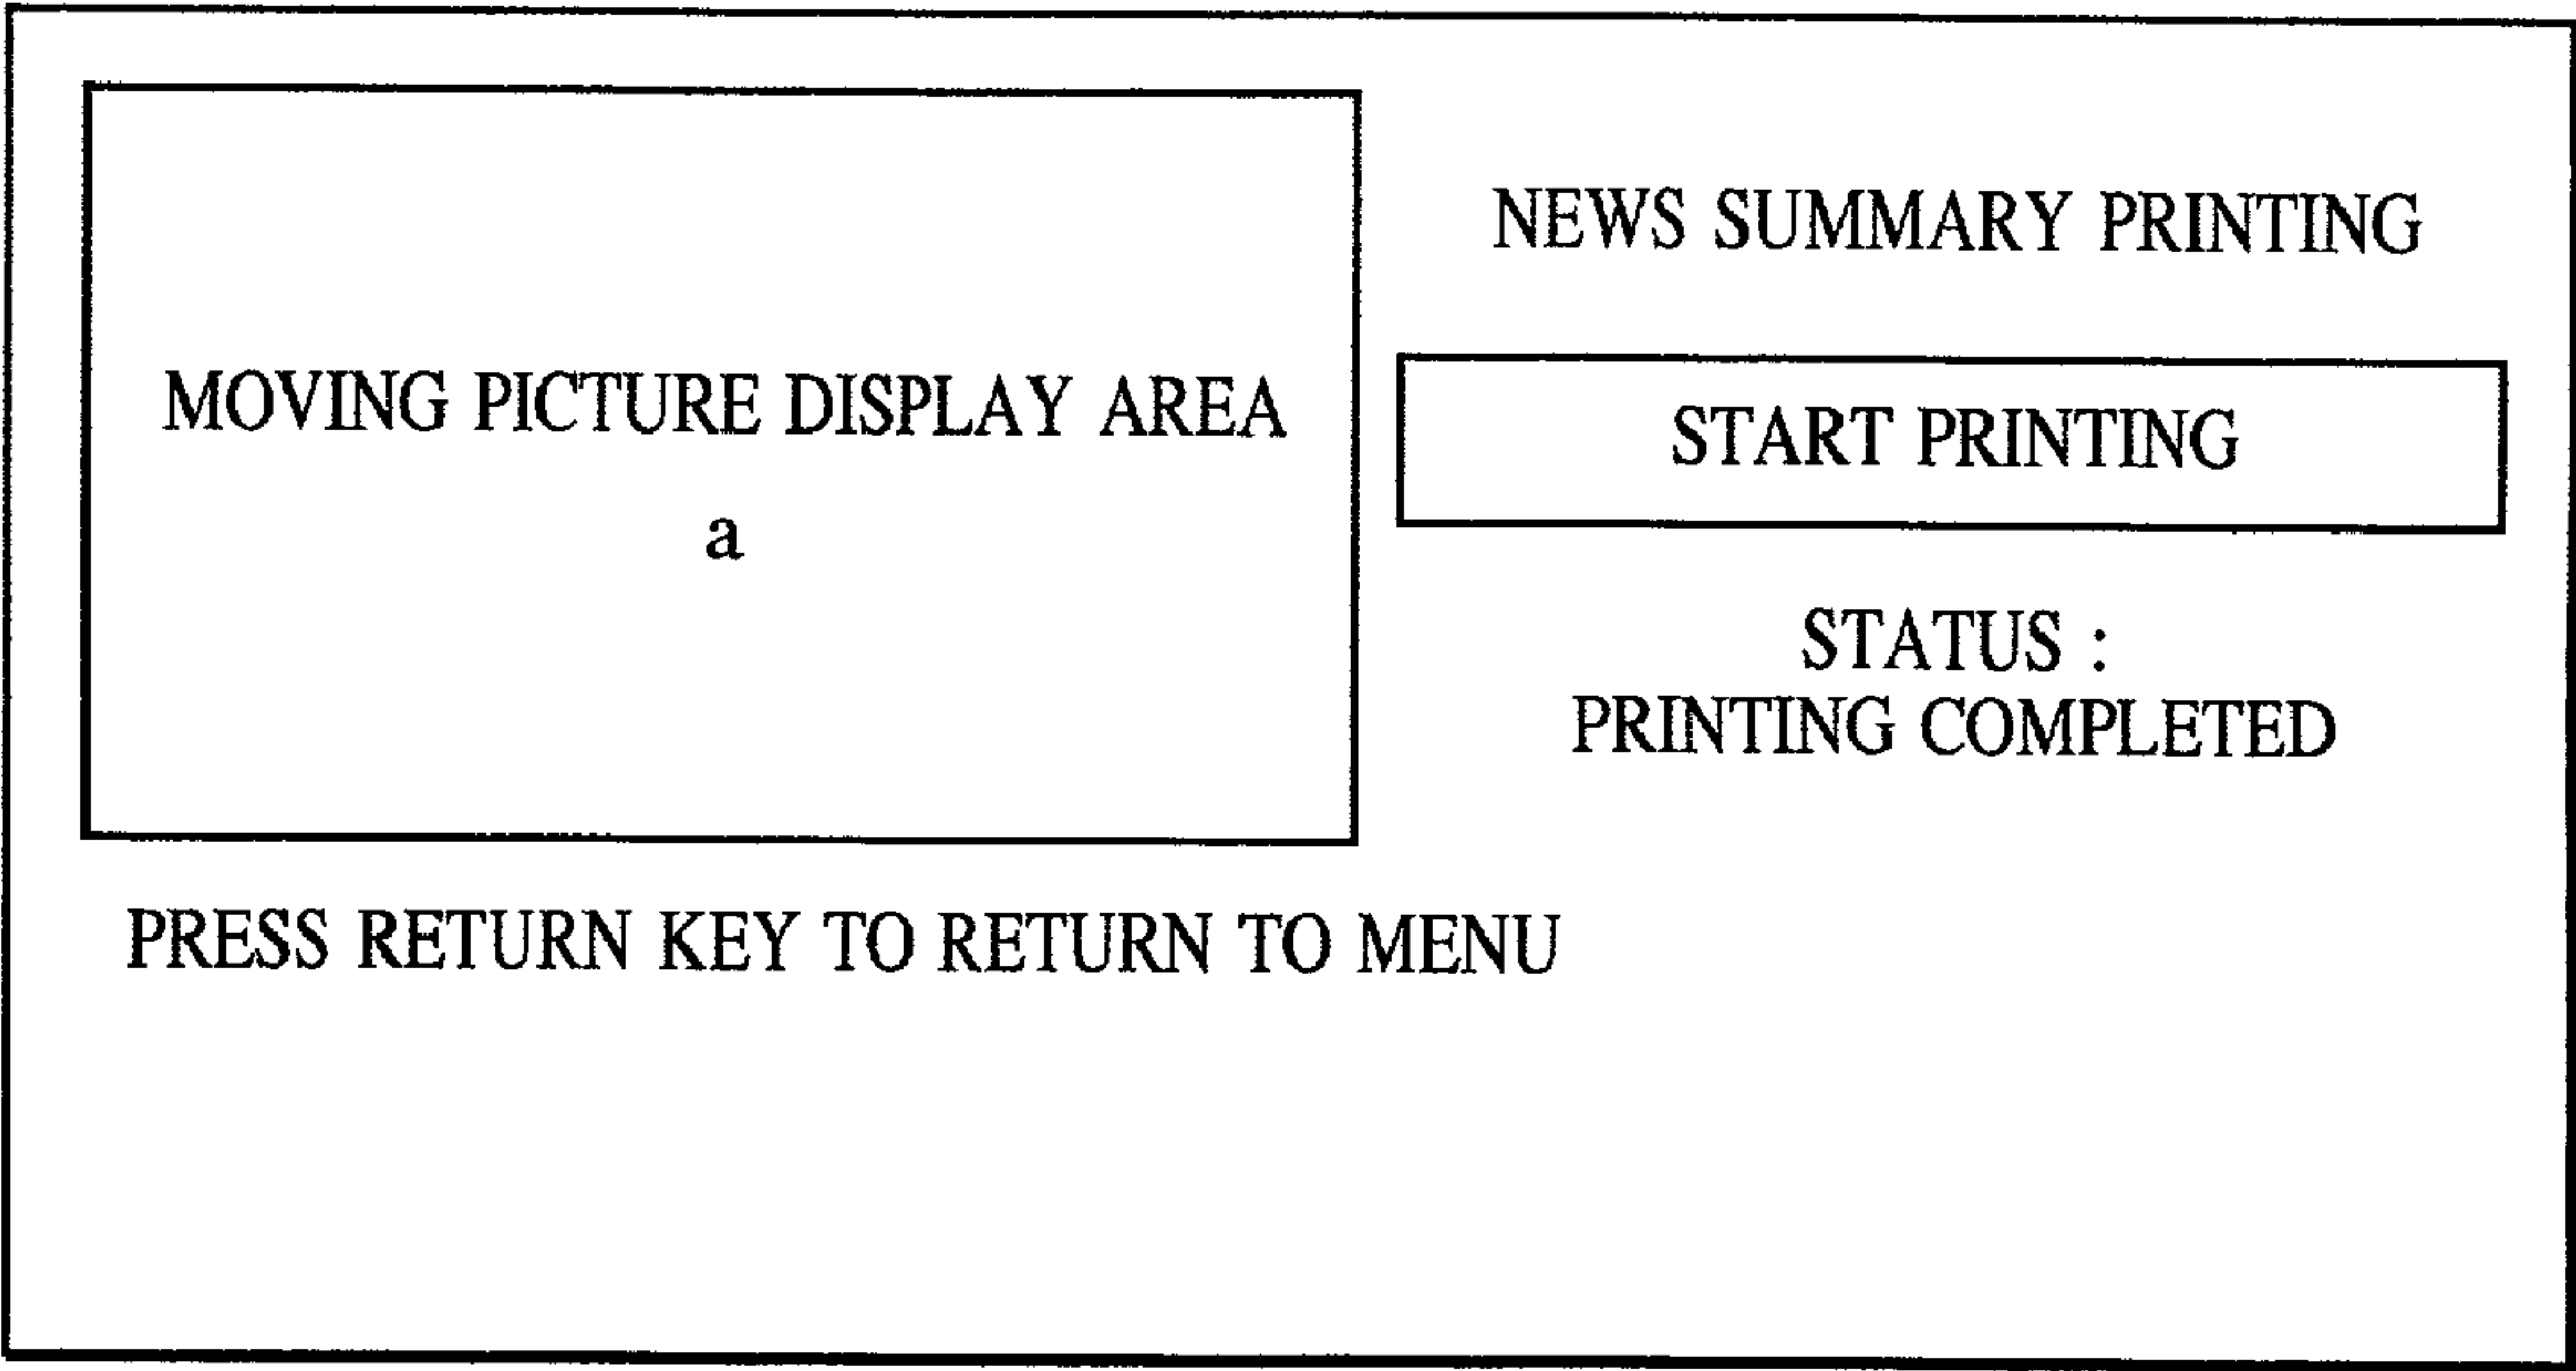 MOVING PICTURE DISPLAY AREA
a
NEWS SUMMARY PRINTING
START PRINTING
STATUS :
PRINTING COMPLETED
PRESS RETURN KEY TO RETURN TO MENU